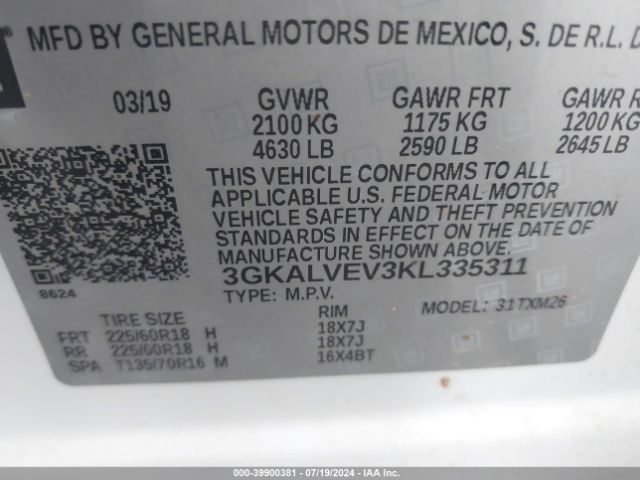 MFD BY GENERAL MOTORS DE MEXICO, S. DE R.L. D
03/19 GVWR GAWR FRT GAWR R
2100 KG 1175 KG 1200 KG
4630 LB 2590 LB 2645 LB
THIS VEHICLE CONFORMS TO ALL
APPLICABLE U.S. FEDERAL MOTOR
VEHICLE SAFETY AND THEFT PREVENTION
STANDARDS IN EFFECT ON THE DATE OF
MANUFACTURE SHOWN ABOVE.
8624 3GKALVEV3KL335311
TYPE: M.P.V. MODEL: 31TXM26
TIRE SIZE RIM
FRT 225/60R18 H 18X7J
RR 225/60R18 H 18X7J
SPA T135/70R16 M 16X4BT
000-39900381 - 07/19/2024 - IAAI.COM